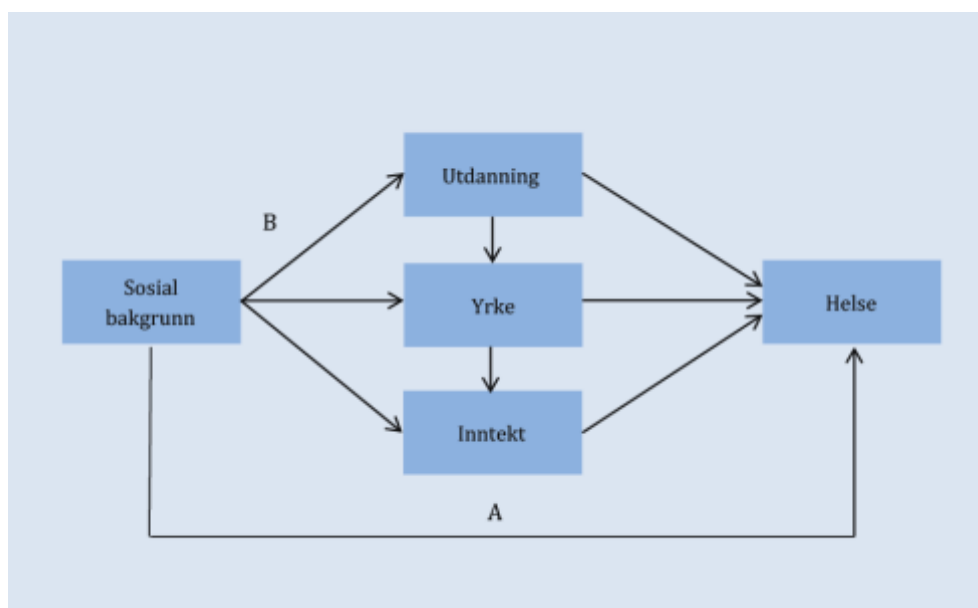 Utdanning
B
Sosial
bakgrunn
Yrke
Helse
Inntekt
A